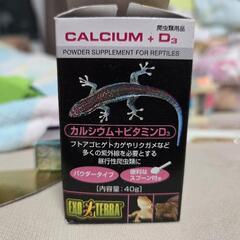 爬虫類用品
CALCIUM + D3
POWDER SUPPLEMENT FOR REPTILES
カルシウム+ビタミンD3
フトアゴヒゲトカゲやリクガメなど
多くの紫外線を必要とする
昼行性爬虫類に
パウダータイプ
便利な
スプーン付き
[内容量:40g]
EXO TERRA